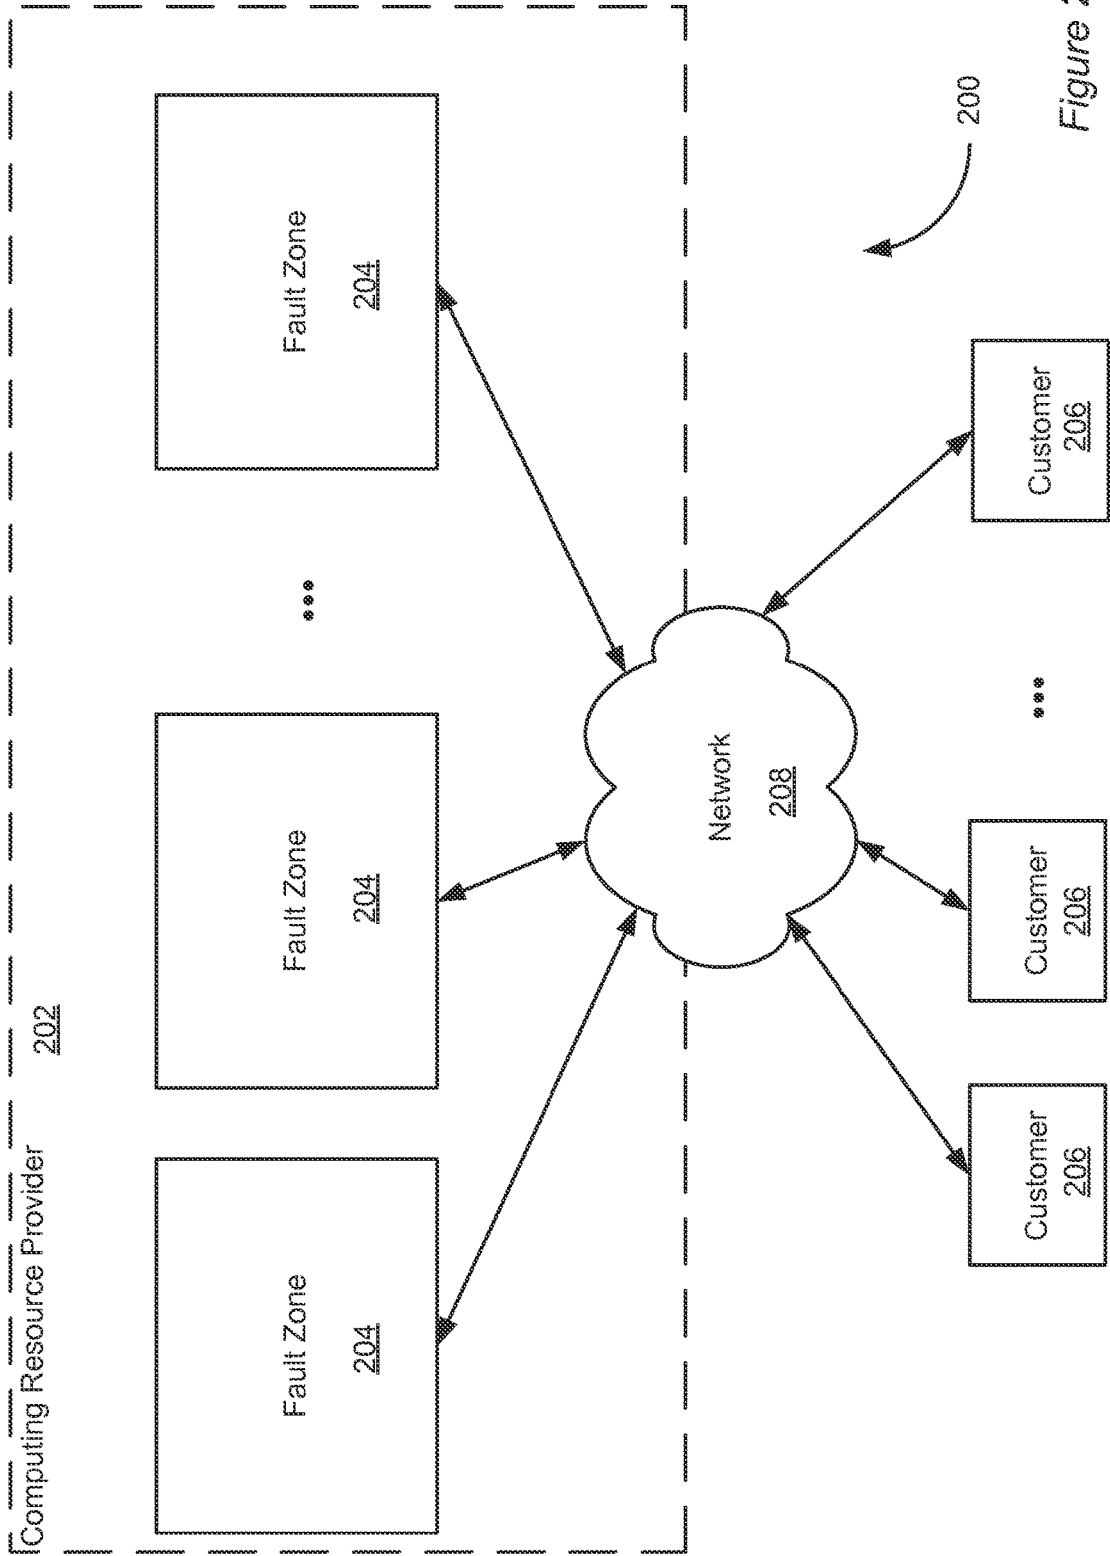 Computing Resource Provider
202
Fault Zone
204
Fault Zone
204
...
Fault Zone
204
Network
208
Customer
206
Customer
206
...
Customer
206
200
Figure 2